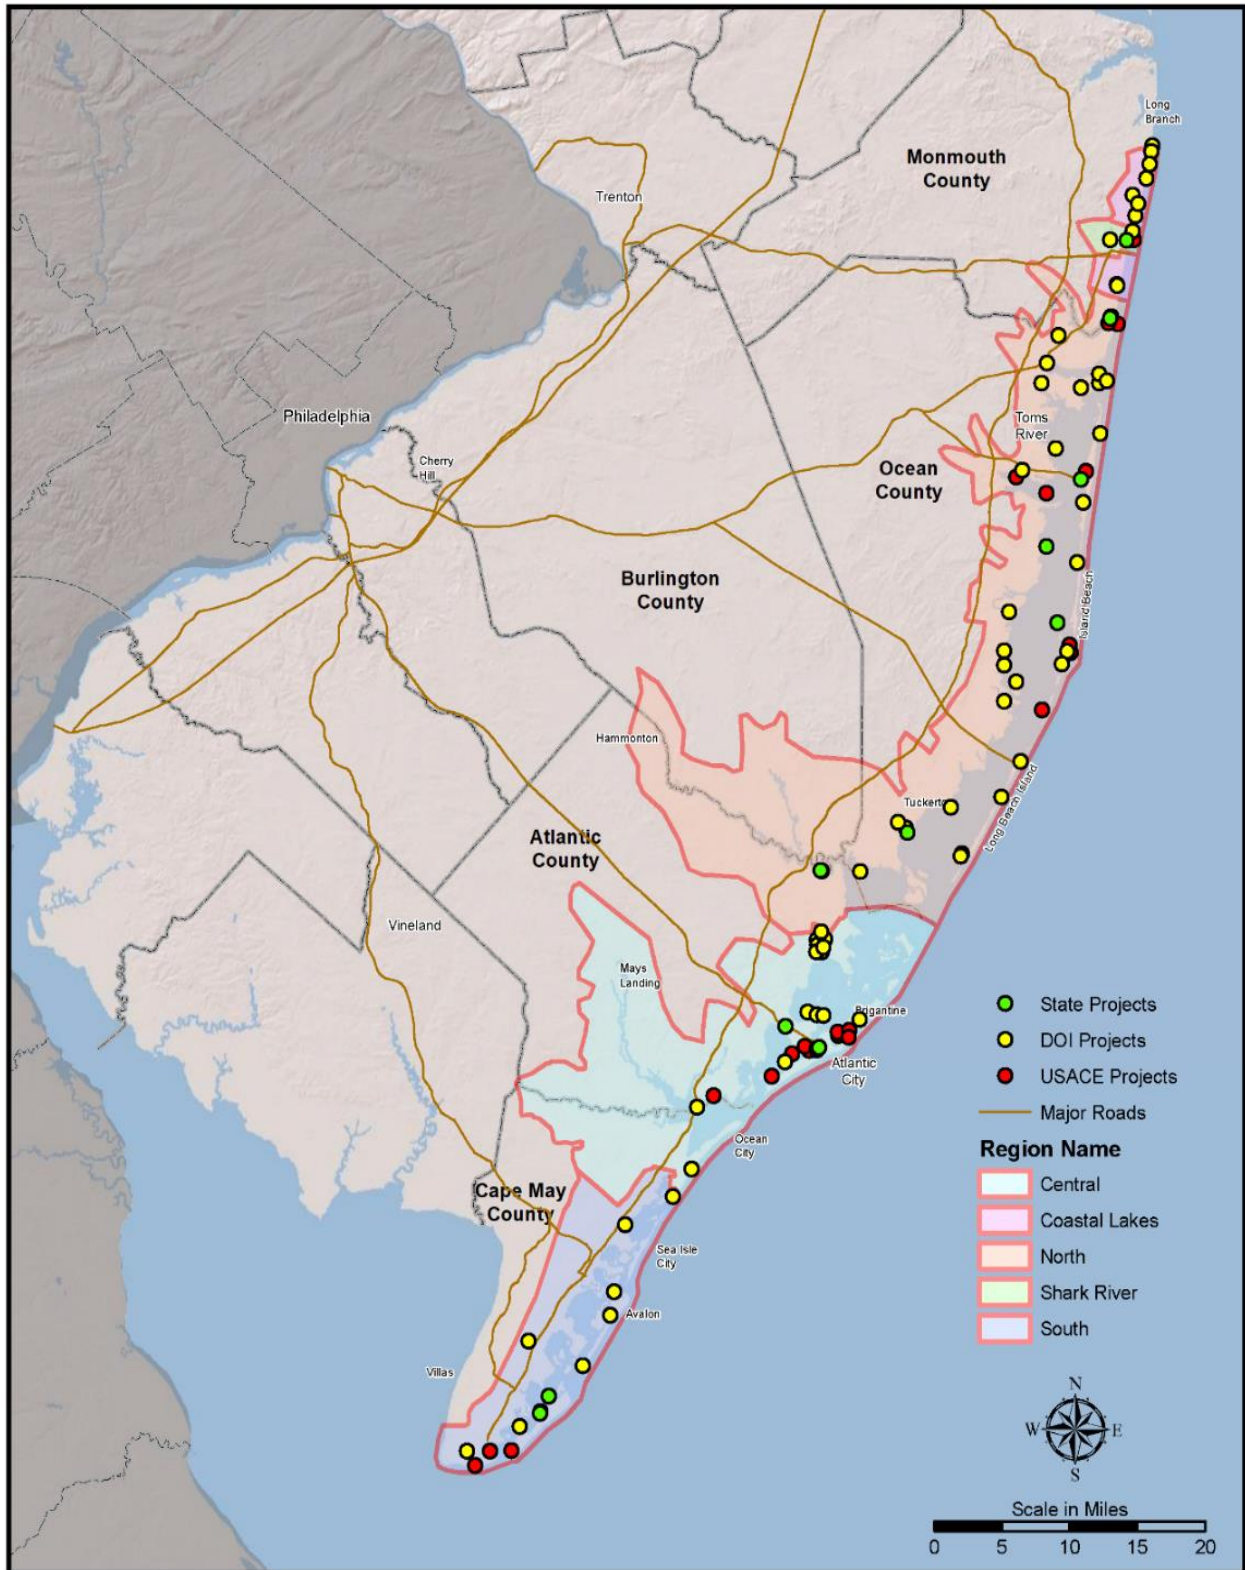 Long
Branch
Monmouth
County
Trenton
Philadelphia
Cherry
Hill
Toms
River
Ocean
County
Burlington
County
Island Beach
Hammonton
Long Beach Island
Atlantic
County
Vineland
Mays
Landing
Brigantine
Atlantic
City
Ocean
City
Cape May
County
Sea Isle
City
Avalon
Villas
State Projects
DOI Projects
USACE Projects
Major Roads
Region Name
Central
Coastal Lakes
North
Shark River
South
N
W E
S
Scale in Miles
0 5 10 15 20